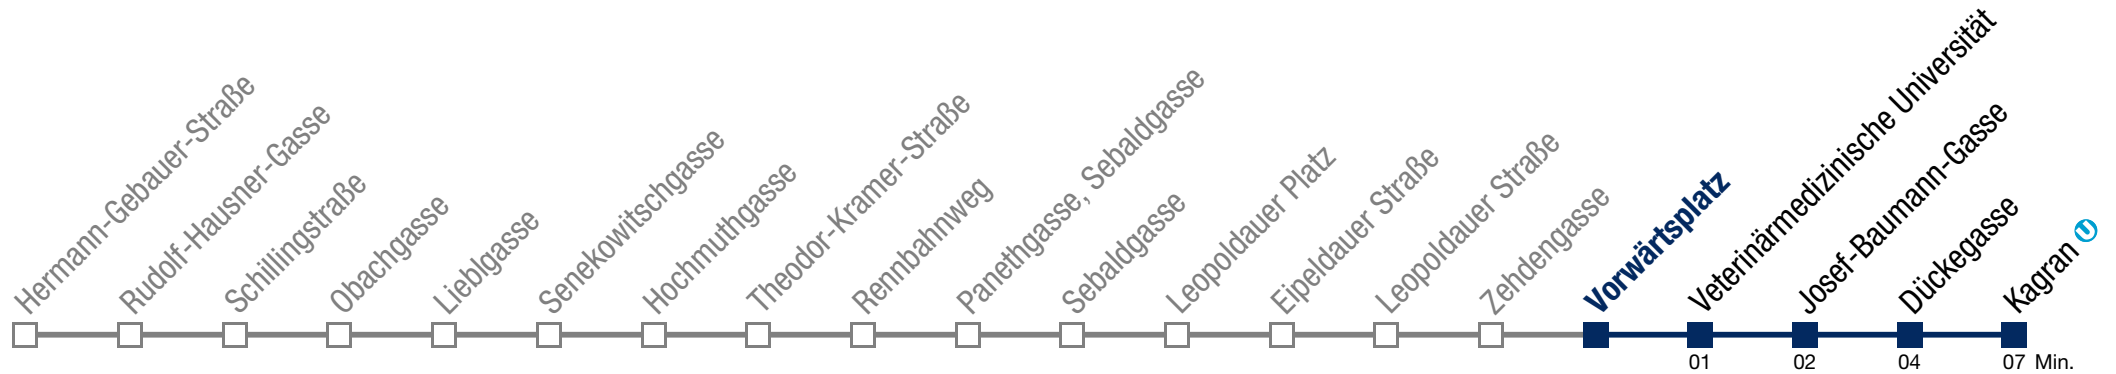 Hermann-Gebauer-Straße
Rudolf-Hausner-Gasse
Schillingstraße
Obachgasse
Lieblgasse
Senekowitschgasse
Hochmuthgasse
Theodor-Kramer-Straße
Rennbahnweg
Panethgasse, Sebaldgasse
Sebaldgasse
Leopoldauer Platz
Eipeldauer Straße
Leopoldauer Straße
Zehdengasse
Vorwärtsplatz
Veterinärmedizinische Universität
Josef-Baumann-Gasse
Dückegasse
Kagran U
01 02 04 07 Min.